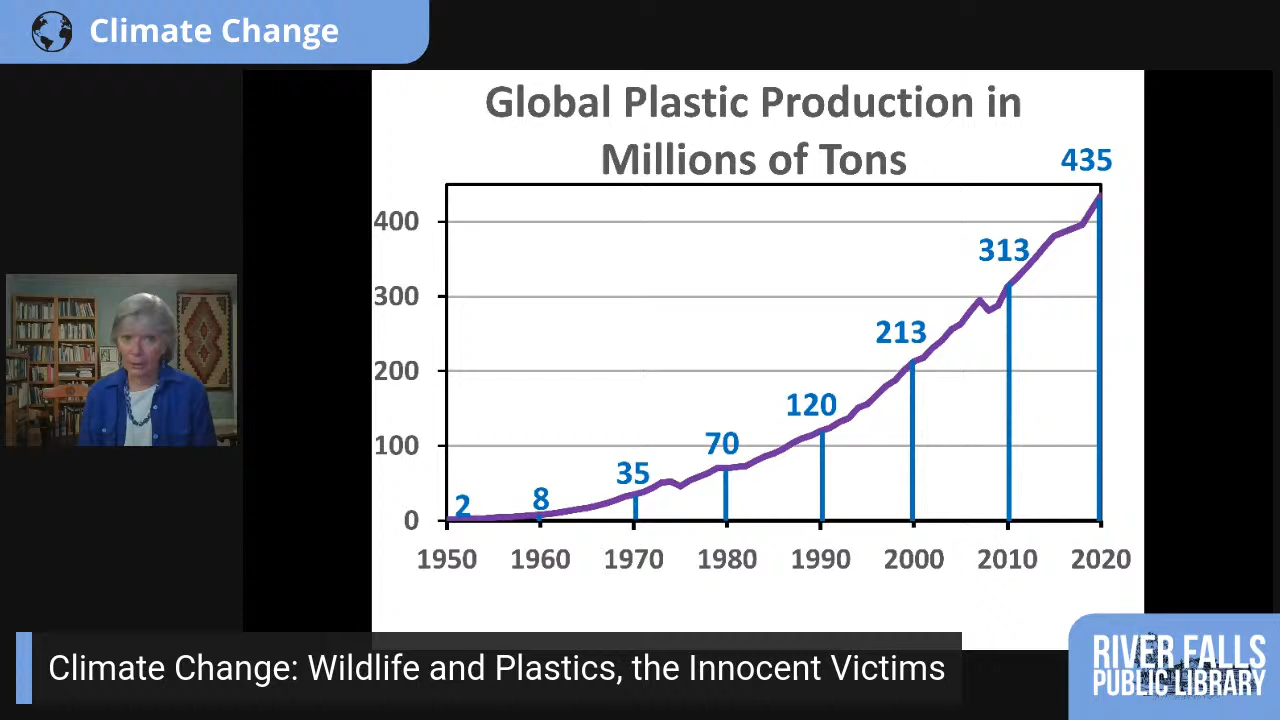 Climate Change
Global Plastic Production in
Millions of Tons
435
400
313
300
213
200
120
100
70
35
8
2
0
1950 1960 1970 1980 1990 2000 2010 2020
Climate Change: Wildlife and Plastics, the Innocent Victims
RIVER FALLS
PUBLIC LIBRARY